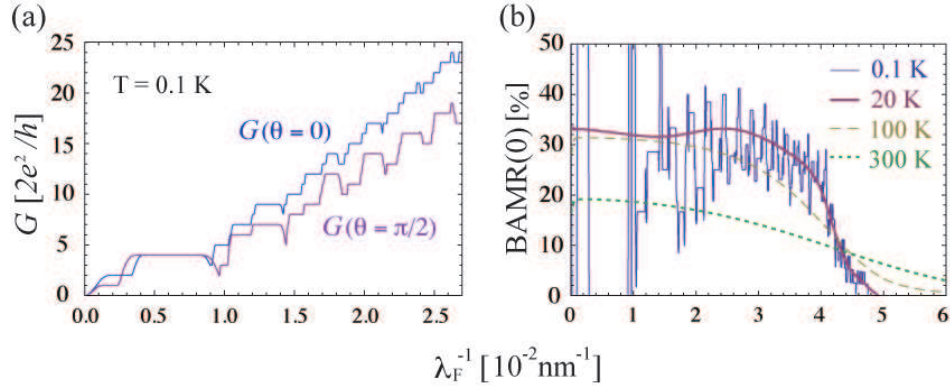 (a)
25
20
15
10
5
0
G [2e²/h]
T = 0.1 K
G(θ = 0)
G(θ = π/2)
0.0 0.5 1.0 1.5 2.0 2.5
(b)
50
40
30
20
10
0
BAMR(0) [%]
0.1 K
20 K
100 K
300 K
0 1 2 3 4 5 6
λ_F⁻¹ [10⁻²nm⁻¹]